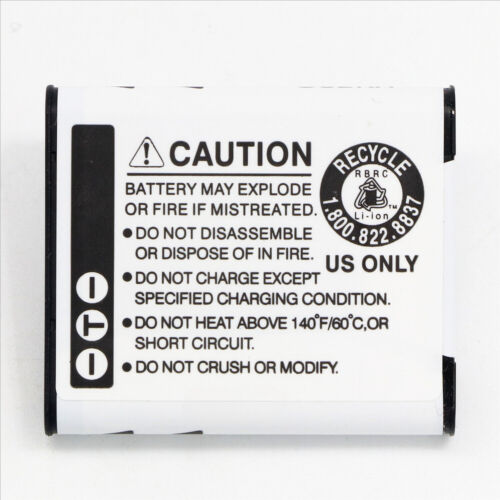 ⚠ CAUTION
BATTERY MAY EXPLODE
OR FIRE IF MISTREATED.
•DO NOT DISASSEMBLE
OR DISPOSE OF IN FIRE.
•DO NOT CHARGE EXCEPT
SPECIFIED CHARGING CONDITION.
•DO NOT HEAT ABOVE 140°F/60°C,OR
SHORT CIRCUIT.
•DO NOT CRUSH OR MODIFY.
RECYCLE
RBRC
Li-ion
TM
1.800.822.8837
US ONLY
− T +